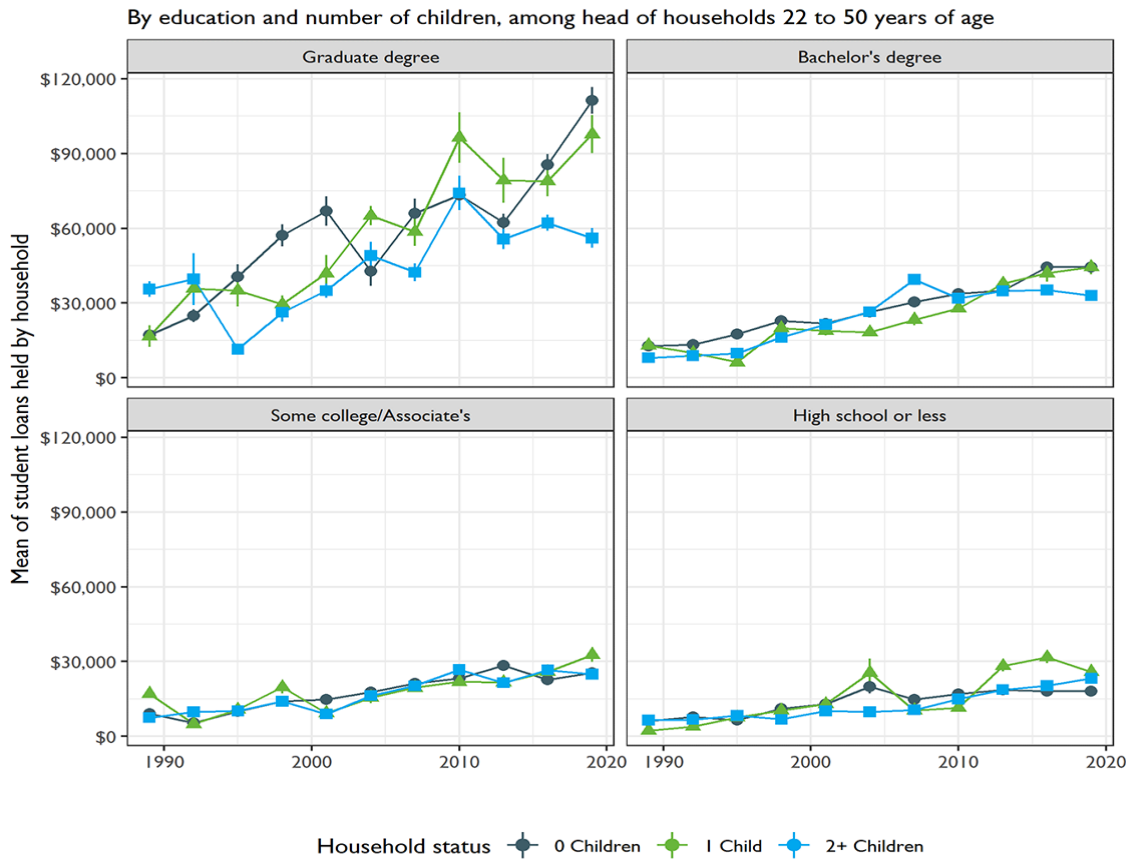 By education and number of children, among head of households 22 to 50 years of age
Graduate degree
Bachelor's degree
$120,000
$90,000
$60,000
$30,000
$0
Some college/Associate's
High school or less
$120,000
$90,000
$60,000
$30,000
$0
1990 2000 2010 2020
1990 2000 2010 2020
Mean of student loans held by household
Household status 0 Children 1 Child 2+ Children